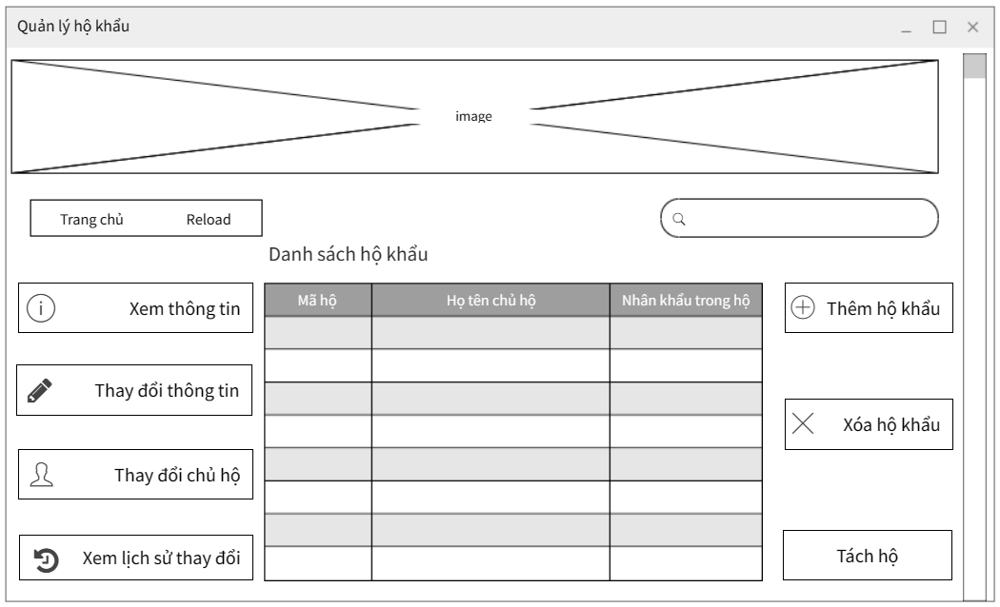 Quản lý hộ khẩu
image
Trang chủ Reload
Danh sách hộ khẩu
Xem thông tin
Thay đổi thông tin
Thay đổi chủ hộ
Xem lịch sử thay đổi
Mã hộ Họ tên chủ hộ Nhân khẩu trong hộ
Thêm hộ khẩu
Xóa hộ khẩu
Tách hộ